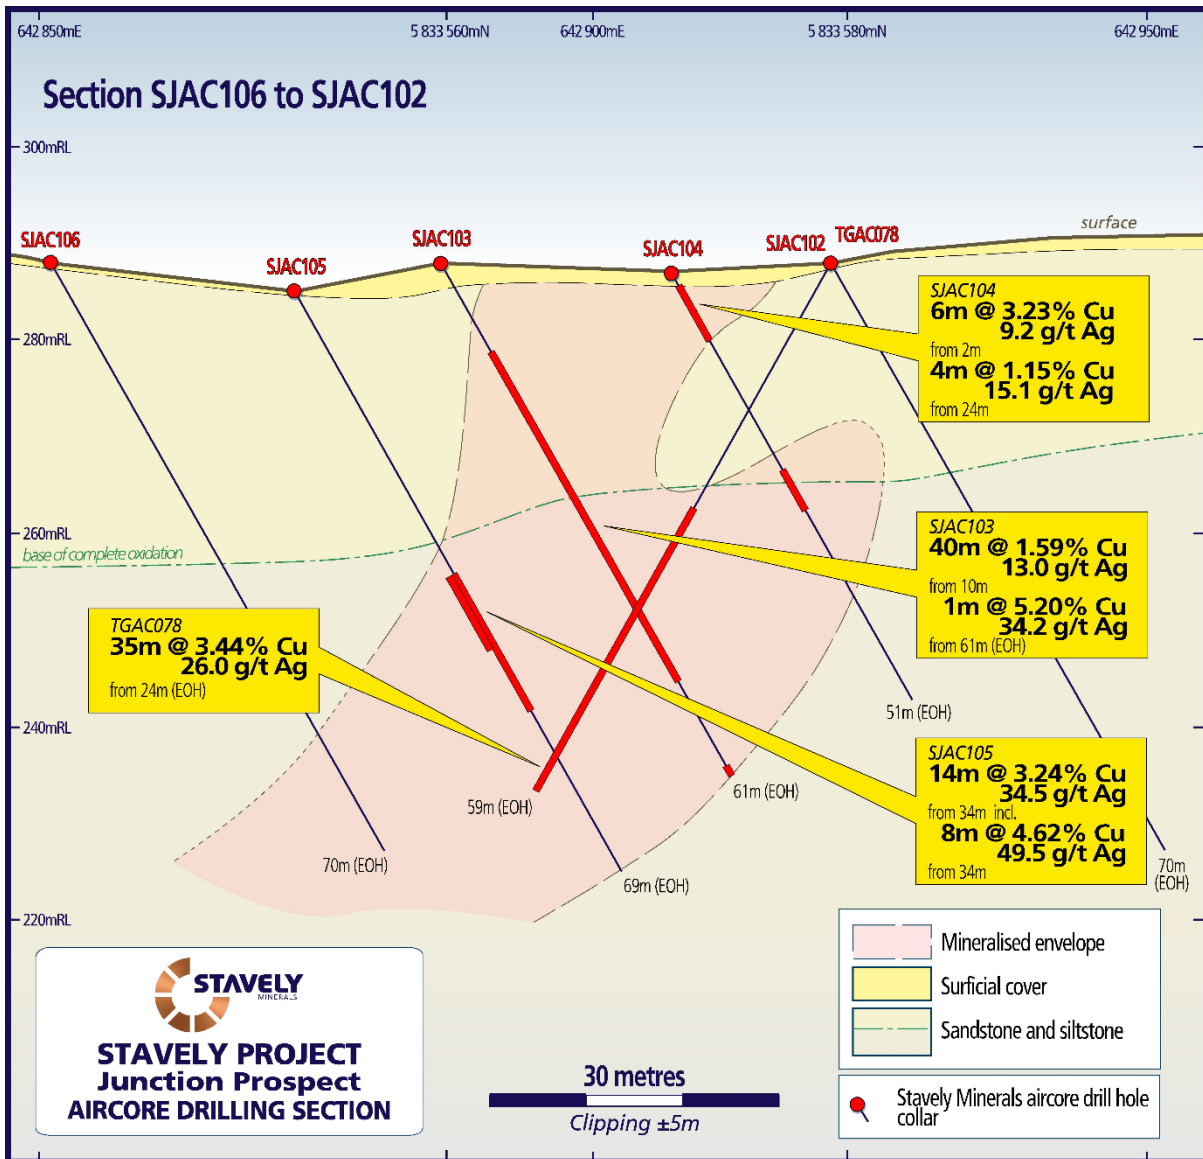 642 850mE
5 833 560mN
642 900mE
5 833 580mN
642 950mE
Section SJAC106 to SJAC102
300mRL
280mRL
260mRL
240mRL
220mRL
SJAC106
SJAC105
SJAC103
SJAC104
SJAC102
TGAC078
surface
SJAC104
6m @ 3.23% Cu
9.2 g/t Ag
from 2m
4m @ 1.15% Cu
15.1 g/t Ag
from 24m
base of complete oxidation
SJAC103
40m @ 1.59% Cu
13.0 g/t Ag
from 10m
1m @ 5.20% Cu
34.2 g/t Ag
from 61m (EOH)
TGAC078
35m @ 3.44% Cu
26.0 g/t Ag
from 24m (EOH)
SJAC105
14m @ 3.24% Cu
34.5 g/t Ag
from 34m incl.
8m @ 4.62% Cu
49.5 g/t Ag
from 34m
51m (EOH)
61m (EOH)
59m (EOH)
70m (EOH)
69m (EOH)
70m
(EOH)
STAVELY
MINERALS
STAVELY PROJECT
Junction Prospect
AIRCORE DRILLING SECTION
30 metres
Clipping ±5m
Mineralised envelope
Surficial cover
Sandstone and siltstone
Stavely Minerals aircore drill hole
collar